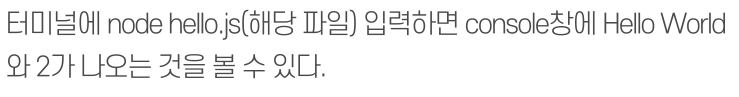 터미널에 node hello.js(해당 파일) 입력하면 console창에 Hello World
와 2가 나오는 것을 볼 수 있다.